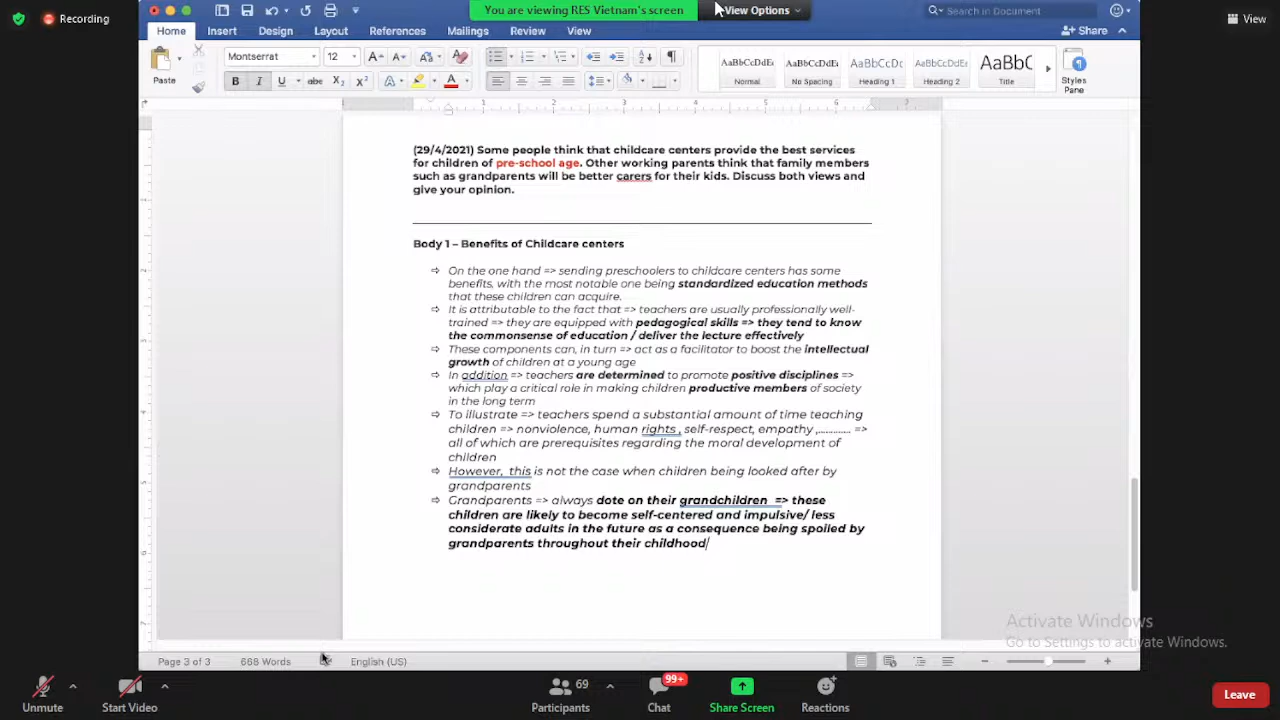 Recording
You are viewing RES Vietnam's screen
View Options
Search in Document
View
Home Insert Design Layout References Mailings Review View
Share
Paste
Montserrat 12
AaBbCcDdEe AaBbCcDdEe AaBbCcDc AaBbCcDdEe AaBbC
Normal No Spacing Heading 1 Heading 2 Title
Styles
Pane
1 2 3 4 5 6 7
(29/4/2021) Some people think that childcare centers provide the best services
for children of pre-school age. Other working parents think that family members
such as grandparents will be better carers for their kids. Discuss both views and
give your opinion.
Body 1 – Benefits of Childcare centers
⇨ On the one hand => sending preschoolers to childcare centers has some
benefits, with the most notable one being standardized education methods
that these children can acquire.
⇨ It is attributable to the fact that => teachers are usually professionally well-
trained => they are equipped with pedagogical skills => they tend to know
the commonsense of education / deliver the lecture effectively
⇨ These components can, in turn => act as a facilitator to boost the intellectual
growth of children at a young age
⇨ In addition => teachers are determined to promote positive disciplines =>
which play a critical role in making children productive members of society
in the long term
⇨ To illustrate => teachers spend a substantial amount of time teaching
children => nonviolence, human rights , self-respect, empathy ,............ =>
all of which are prerequisites regarding the moral development of
children
⇨ However, this is not the case when children being looked after by
grandparents
⇨ Grandparents => always dote on their grandchildren => these
children are likely to become self-centered and impulsive/ less
considerate adults in the future as a consequence being spoiled by
grandparents throughout their childhood/
Activate Windows
Go to Settings to activate Windows.
Page 3 of 3 668 Words English (US)
Unmute Start Video Participants 69 Chat 99+ Share Screen Reactions Leave